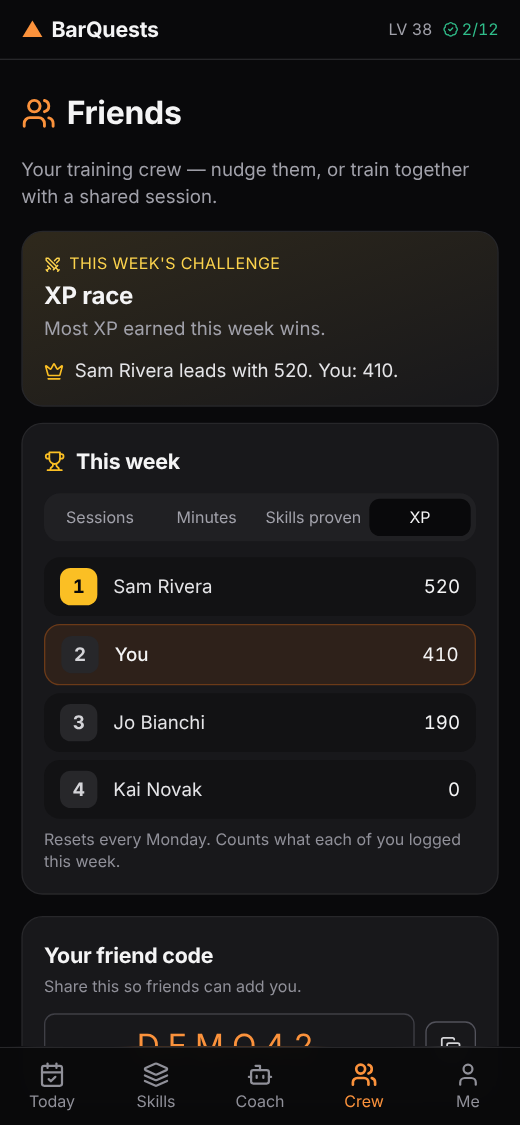 BarQuests
LV 38 2/12
Friends
Your training crew — nudge them, or train together
with a shared session.
THIS WEEK'S CHALLENGE
XP race
Most XP earned this week wins.
Sam Rivera leads with 520. You: 410.
This week
Sessions Minutes Skills proven XP
1 Sam Rivera 520
2 You 410
3 Jo Bianchi 190
4 Kai Novak 0
Resets every Monday. Counts what each of you logged
this week.
Your friend code
Share this so friends can add you.
DEMO42
Today Skills Coach Crew Me